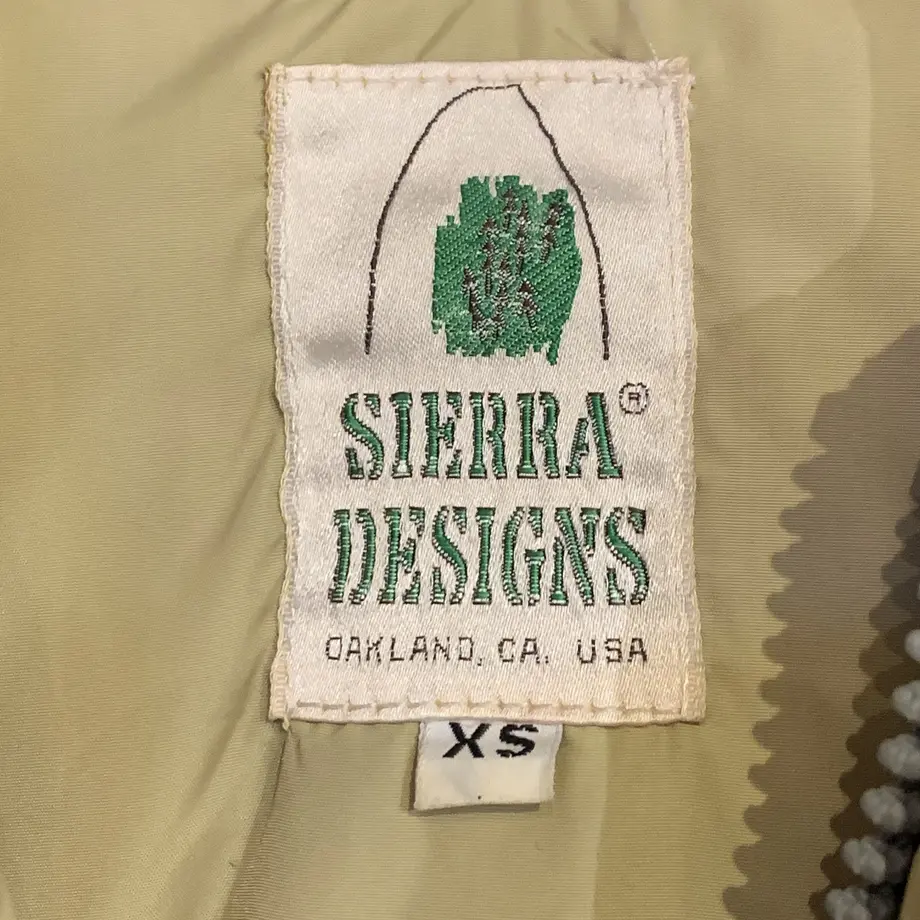 SIERRA®
DESIGNS
OAKLAND, CA. USA
XS